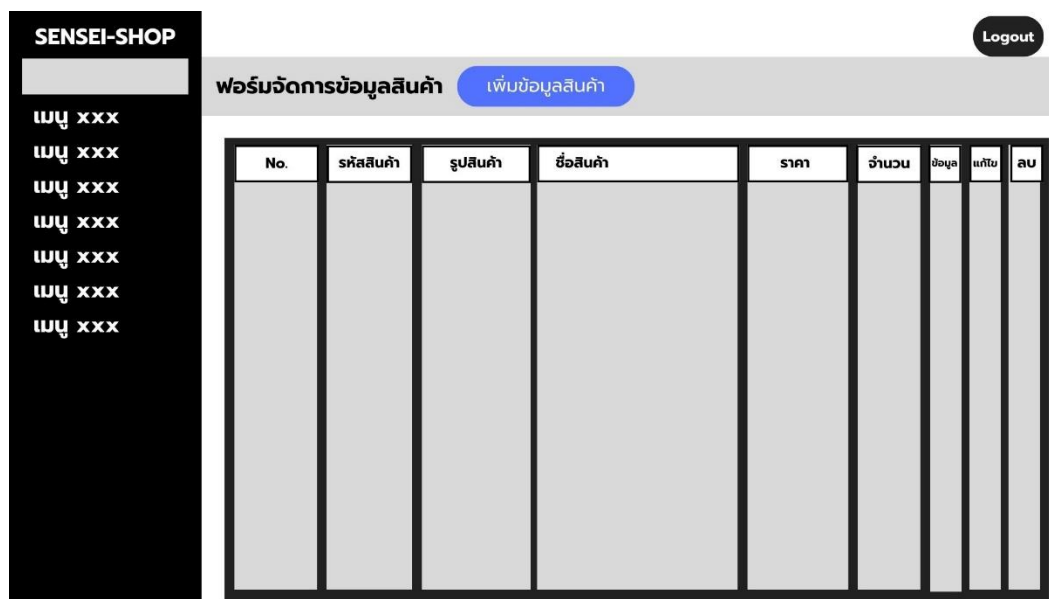 SENSEI-SHOP
Logout
ฟอร์มจัดการข้อมูลสินค้า เพิ่มข้อมูลสินค้า
เมนู xxx
เมนู xxx
เมนู xxx
เมนู xxx
เมนู xxx
เมนู xxx
เมนู xxx
No. รหัสสินค้า รูปสินค้า ชื่อสินค้า ราคา จำนวน ข้อมูล แก้ไข ลบ